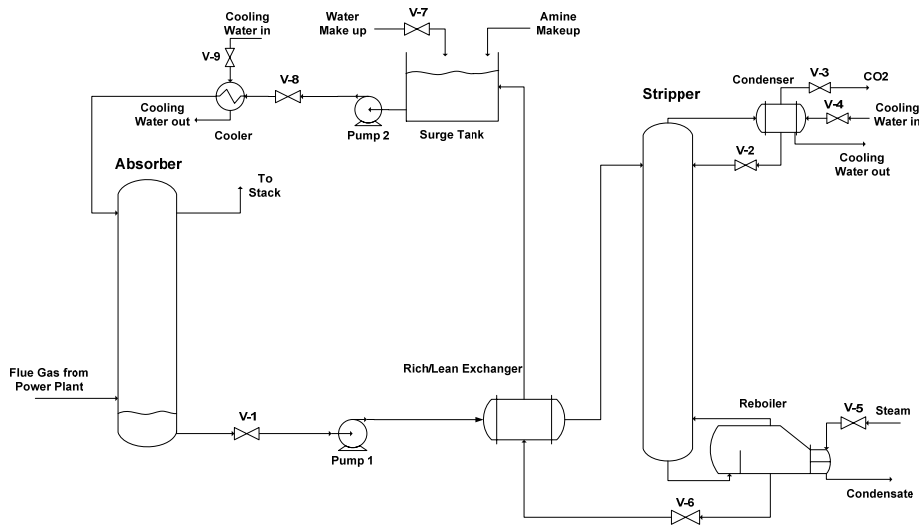 Cooling
Water in
V-9
V-8
Cooling
Water out
Cooler
Water
Make up
V-7
Amine
Makeup
Pump 2
Surge Tank
Stripper
Condenser
V-3
CO2
V-4
Cooling
Water in
V-2
Cooling
Water out
Absorber
To
Stack
Flue Gas from
Power Plant
V-1
Pump 1
Rich/Lean Exchanger
Reboiler
V-5
Steam
Condensate
V-6